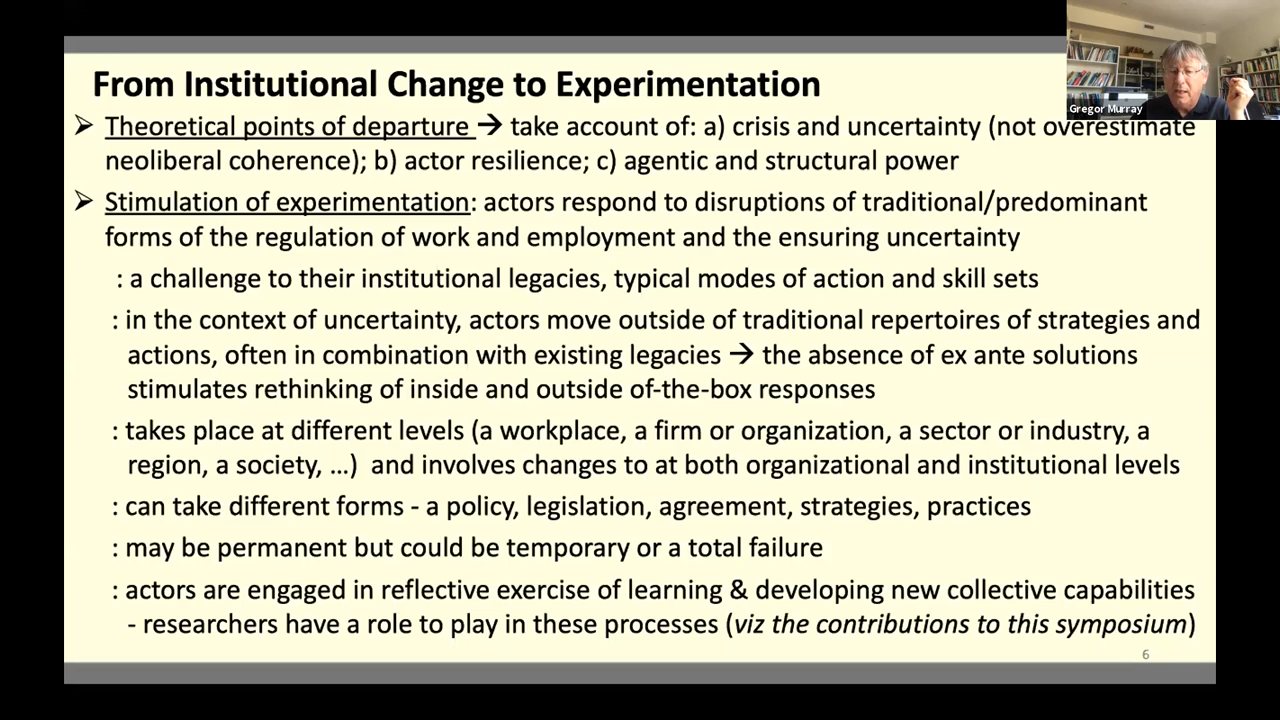 From Institutional Change to Experimentation
Gregor Murray
➢ Theoretical points of departure → take account of: a) crisis and uncertainty (not overestimate
neoliberal coherence); b) actor resilience; c) agentic and structural power
➢ Stimulation of experimentation: actors respond to disruptions of traditional/predominant
forms of the regulation of work and employment and the ensuring uncertainty
: a challenge to their institutional legacies, typical modes of action and skill sets
: in the context of uncertainty, actors move outside of traditional repertoires of strategies and
actions, often in combination with existing legacies → the absence of ex ante solutions
stimulates rethinking of inside and outside of-the-box responses
: takes place at different levels (a workplace, a firm or organization, a sector or industry, a
region, a society, …) and involves changes to at both organizational and institutional levels
: can take different forms - a policy, legislation, agreement, strategies, practices
: may be permanent but could be temporary or a total failure
: actors are engaged in reflective exercise of learning & developing new collective capabilities
- researchers have a role to play in these processes (viz the contributions to this symposium)
6